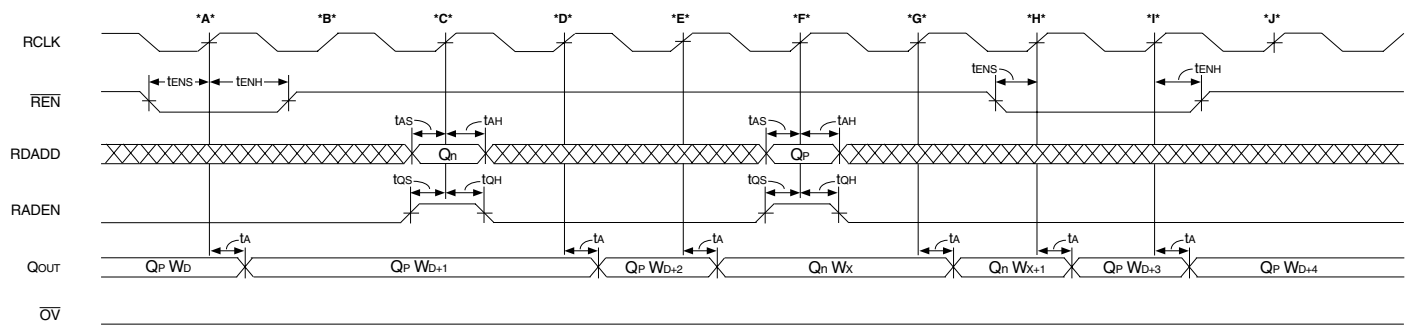 *A* *B* *C* *D* *E* *F* *G* *H* *I* *J*
RCLK
tENS tENH tENS tENH
REN
tAS tAH tAS tAH
RDADD Qn QP
tQS tQH tQS tQH
RADEN
tA tA tA tA tA tA
QOUT QP WD QP WD+1 QP WD+2 Qn WX Qn WX+1 QP WD+3 QP WD+4
OV